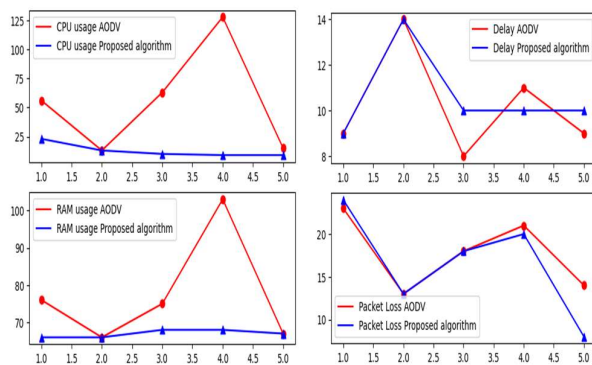 CPU usage AODV
CPU usage Proposed algorithm
125
100
75
50
25
1.0 1.5 2.0 2.5 3.0 3.5 4.0 4.5 5.0
Delay AODV
Delay Proposed algorithm
14
12
10
8
1.0 1.5 2.0 2.5 3.0 3.5 4.0 4.5 5.0
RAM usage AODV
RAM usage Proposed algorithm
100
90
80
70
1.0 1.5 2.0 2.5 3.0 3.5 4.0 4.5 5.0
20
15
10
Packet Loss AODV
Packet Loss Proposed algorithm
1.0 1.5 2.0 2.5 3.0 3.5 4.0 4.5 5.0